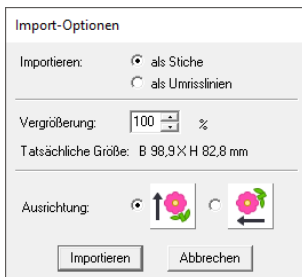 Import-Optionen
Importieren: als Stiche
als Umrisslinien
Vergrößerung: 100 %
Tatsächliche Größe: B 98,9 X H 82,8 mm
Ausrichtung:
Importieren Abbrechen